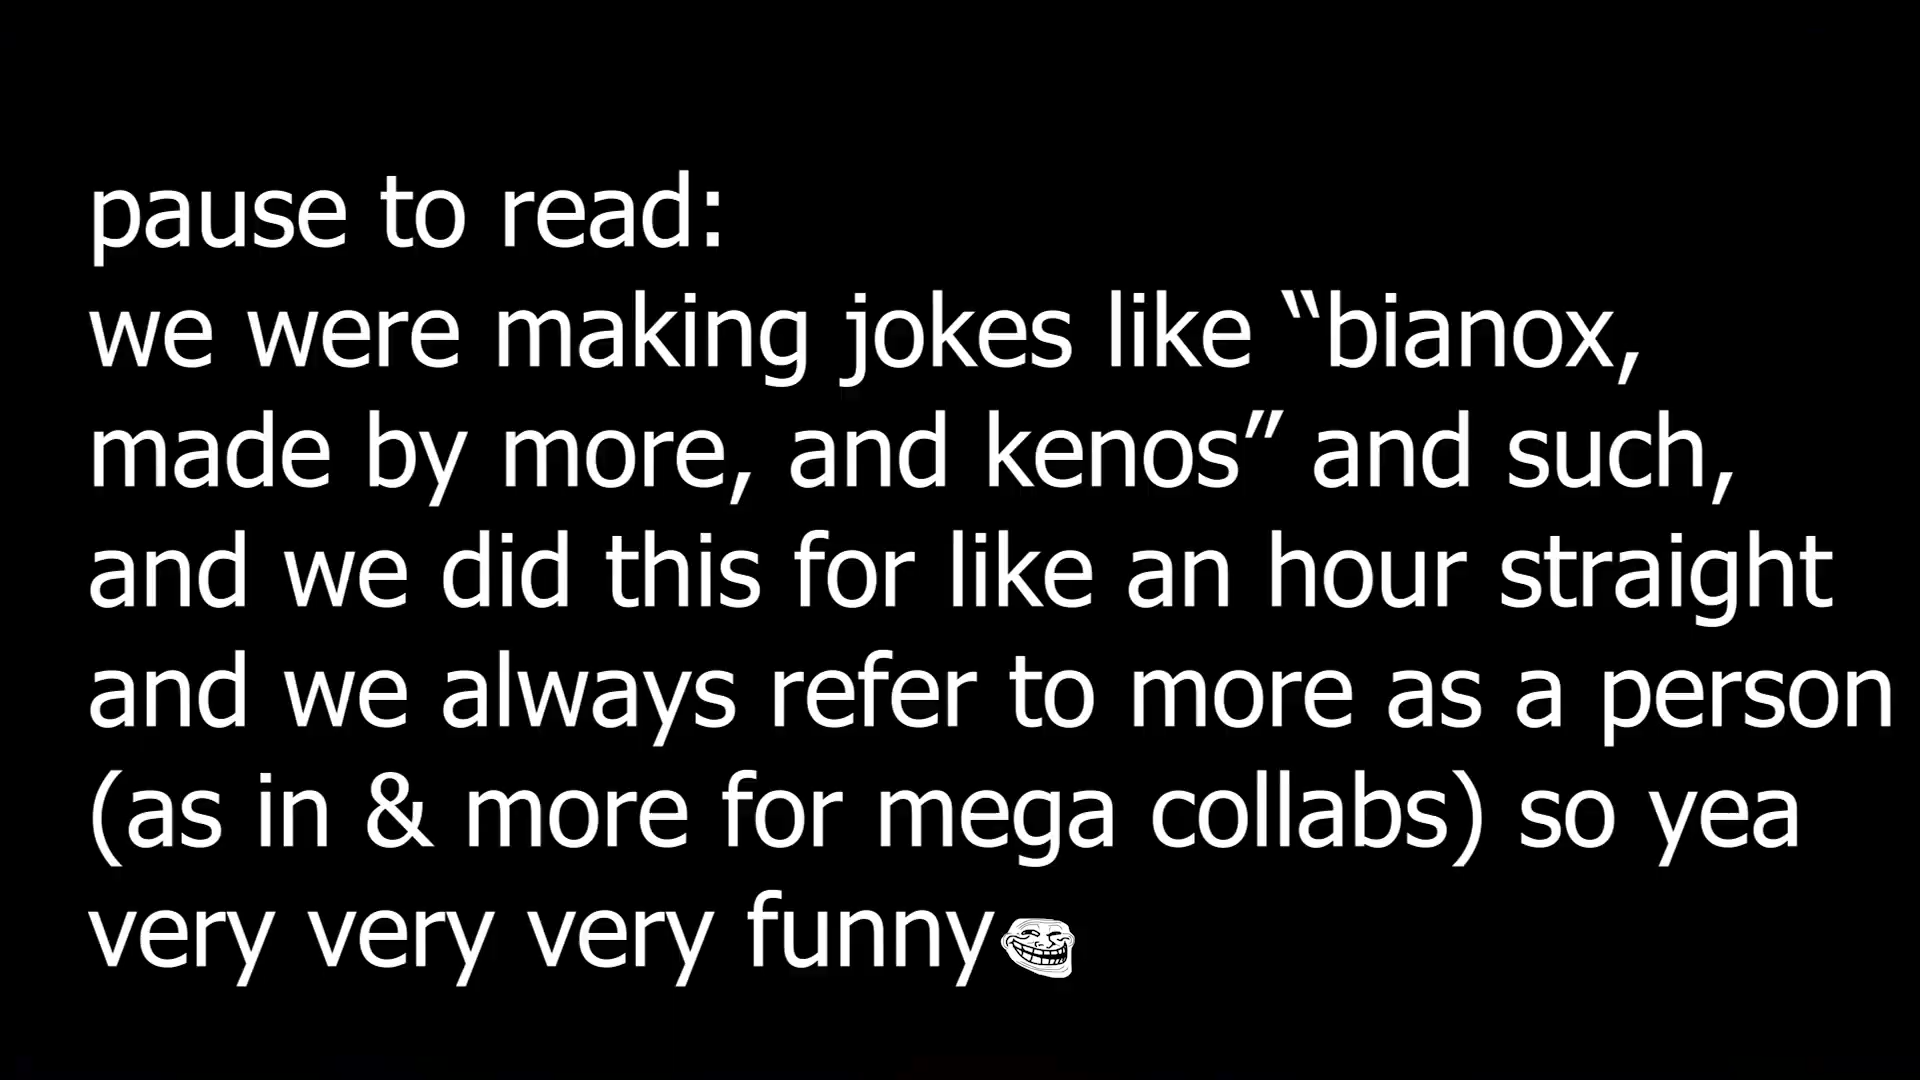 pause to read:
we were making jokes like “bianox,
made by more, and kenos” and such,
and we did this for like an hour straight
and we always refer to more as a person
(as in & more for mega collabs) so yea
very very very funny